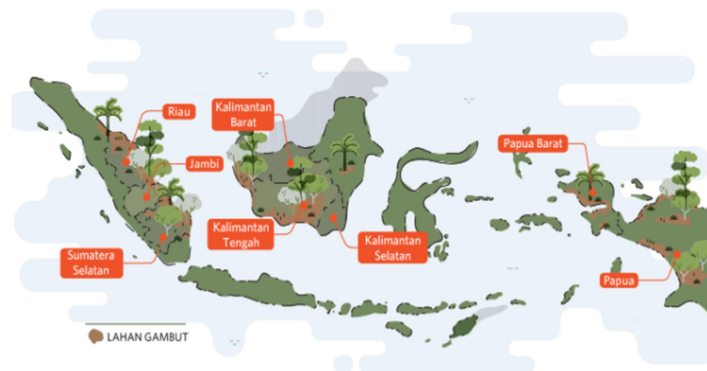 Riau
Kalimantan
Barat
Papua Barat
Jambi
Kalimantan
Tengah
Kalimantan
Selatan
Sumatera
Selatan
Papua
LAHAN GAMBUT